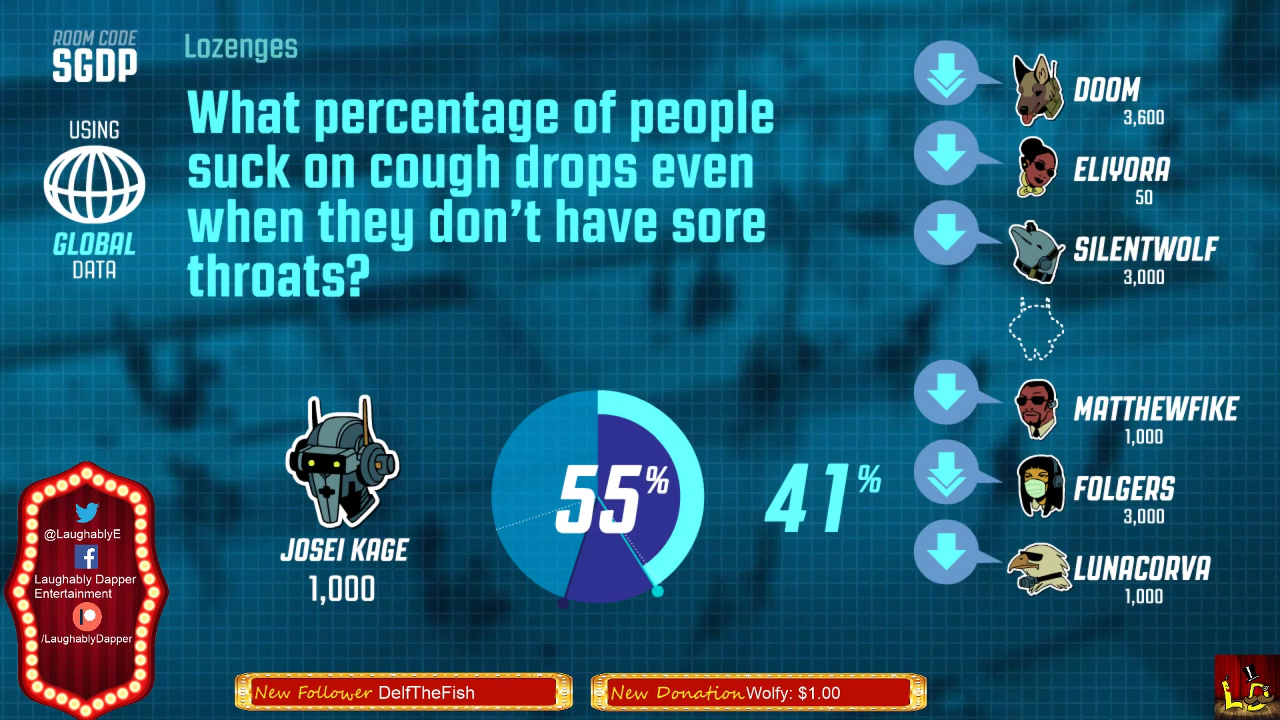 ROOM CODE
SGDP
USING
GLOBAL
DATA
Lozenges
What percentage of people
suck on cough drops even
when they don't have sore
throats?
JOSEI KAGE
1,000
55%
41%
DOOM
3,600
ELIYORA
50
SILENTWOLF
3,000
MATTHEWFIKE
1,000
FOLGERS
3,000
LUNACORVA
1,000
@LaughablyE
Laughably Dapper
Entertainment
/LaughablyDapper
New Follower DelfTheFish
New Donation Wolfy: $1.00
LD